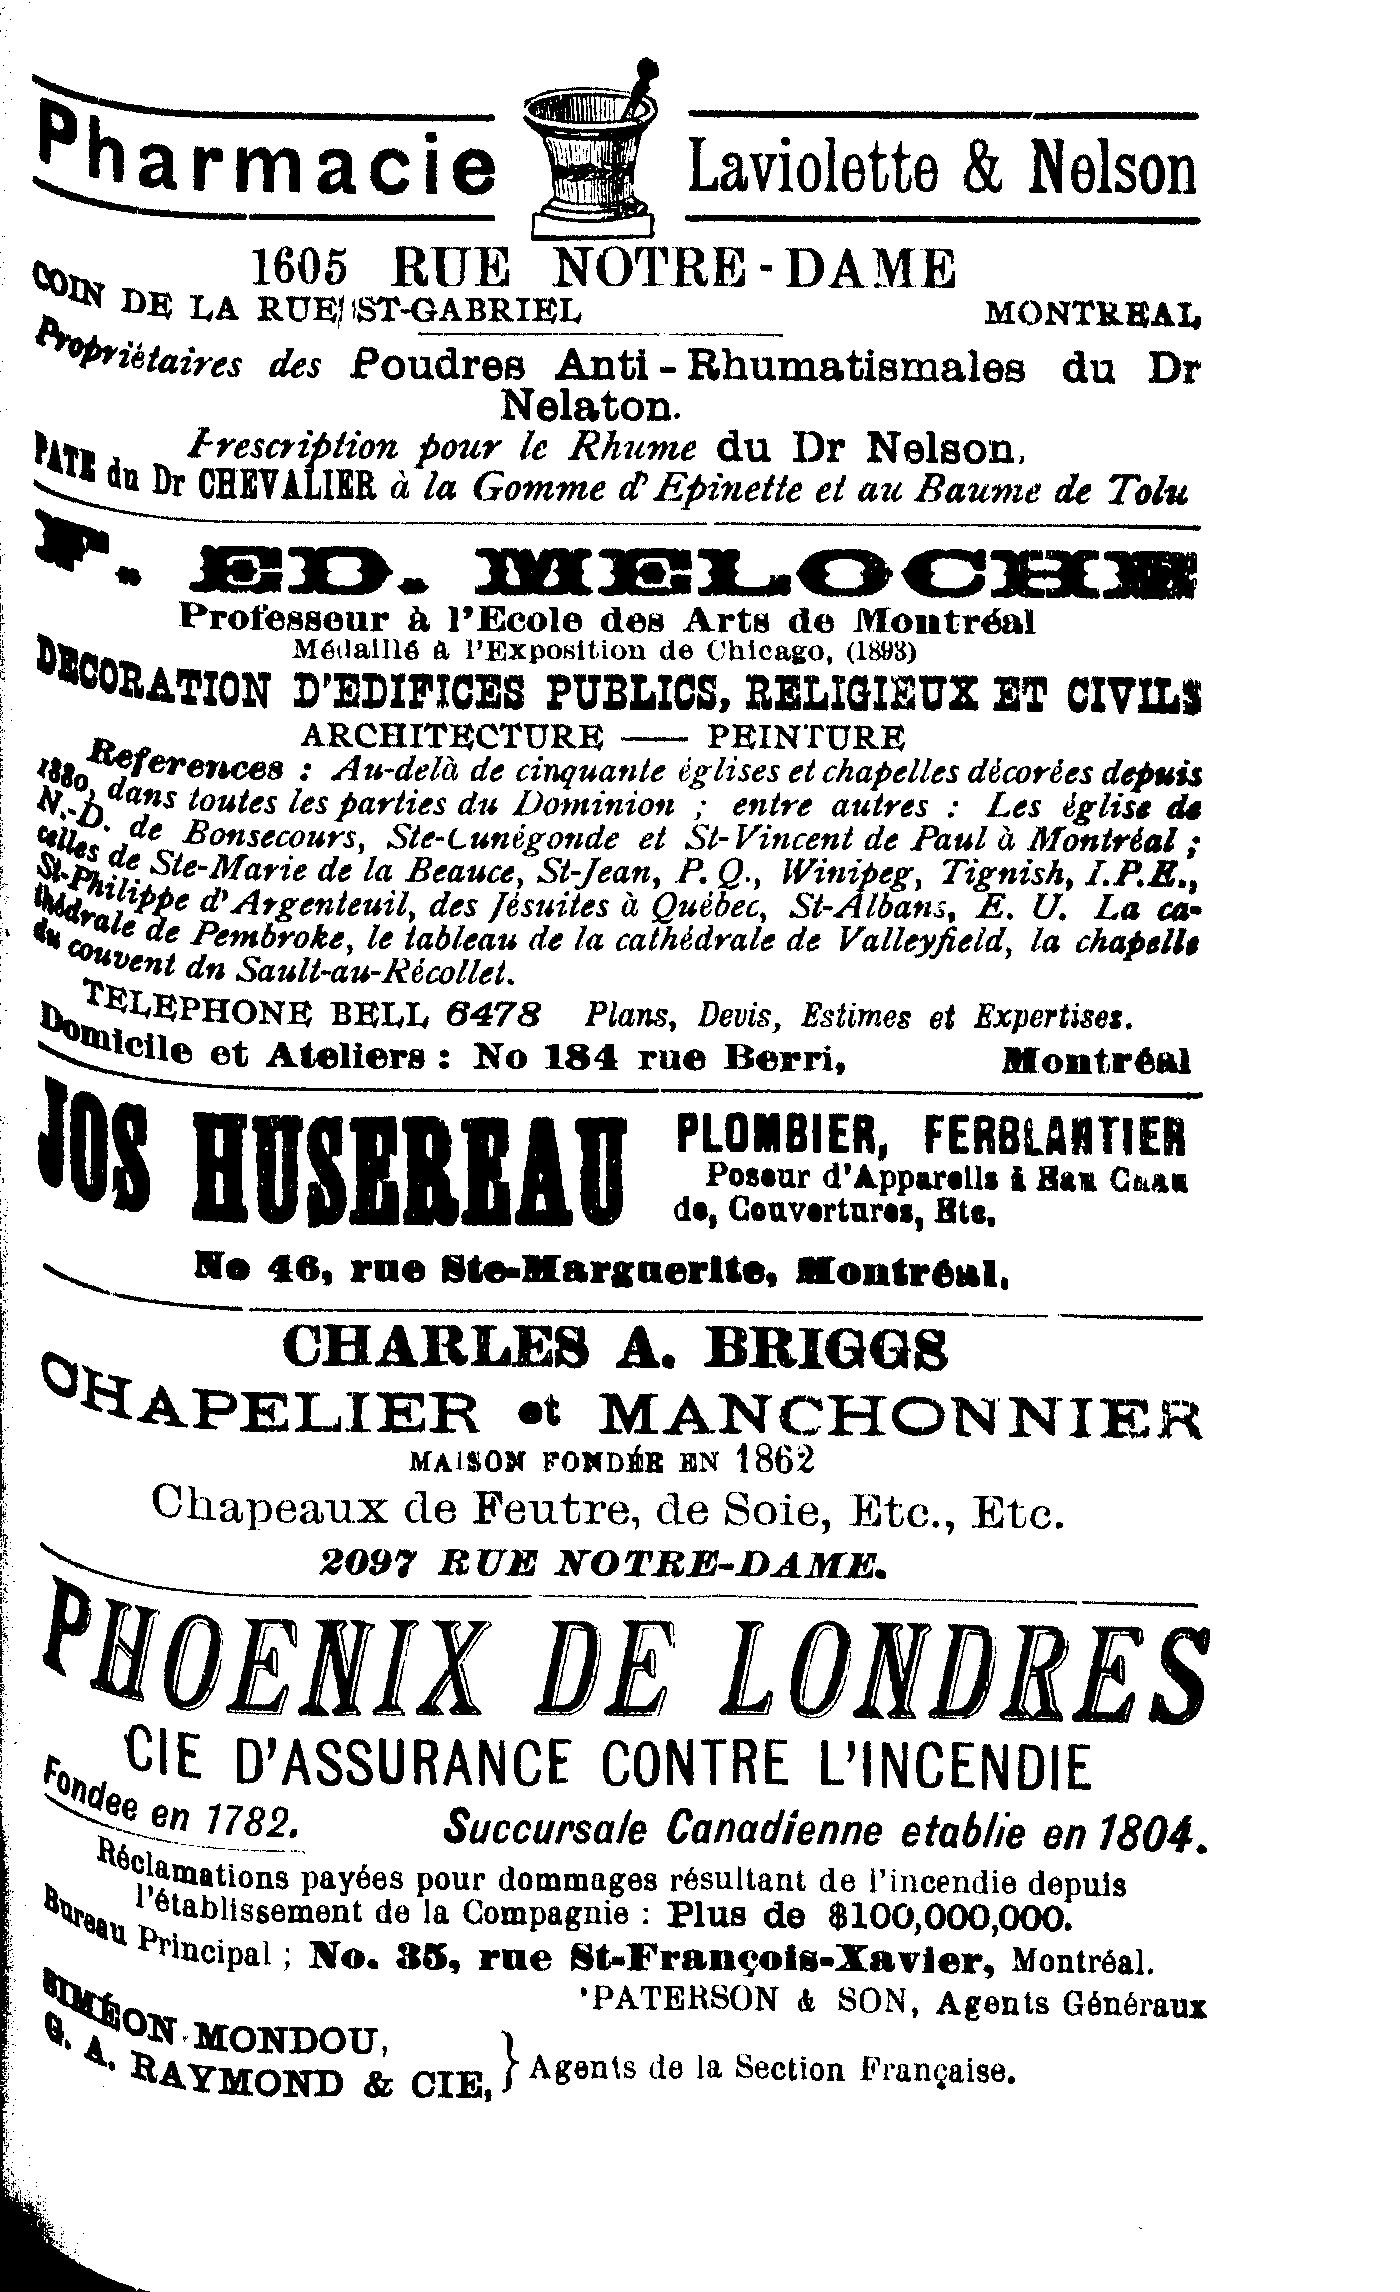 Pharmacie Laviolette & Nelson
1605 RUE NOTRE-DAME
COIN DE LA RUE ST-GABRIEL MONTREAL
Propriétaires des Poudres Anti-Rhumatismales du Dr
Nelaton.
Prescription pour le Rhume du Dr Nelson,
PATE du Dr CHEVALIER à la Gomme d'Epinette et au Baume de Tolu
F. ED. MELOCHE
Professeur à l'Ecole des Arts de Montréal
Médaillé à l'Exposition de Chicago, (1893)
DECORATION D'EDIFICES PUBLICS, RELIGIEUX ET CIVILS
ARCHITECTURE — PEINTURE
References : Au-delà de cinquante églises et chapelles décorées depuis
1880, dans toutes les parties du Dominion ; entre autres : Les église de
N.-D. de Bonsecours, Ste-Cunégonde et St-Vincent de Paul à Montréal ;
celles de Ste-Marie de la Beauce, St-Jean, P. Q., Winipeg, Tignish, I.P.E.,
St-Philippe d'Argenteuil, des Jésuites à Québec, St-Albans, E. U. La ca-
thédrale de Pembroke, le tableau de la cathédrale de Valleyfield, la chapelle
du couvent dn Sault-au-Récollet.
TELEPHONE BELL 6478 Plans, Devis, Estimes et Expertises.
Domicile et Ateliers : No 184 rue Berri, Montréal
JOS HUSEREAU PLOMBIER, FERBLANTIER
Poseur d'Appareils à Eau Chau
de, Couvertures, Etc.
No 46, rue Ste-Marguerite, Montréal.
CHARLES A. BRIGGS
CHAPELIER et MANCHONNIER
MAISON FONDÉE EN 1862
Chapeaux de Feutre, de Soie, Etc., Etc.
2097 RUE NOTRE-DAME.
PHOENIX DE LONDRES
CIE D'ASSURANCE CONTRE L'INCENDIE
Fondee en 1782. Succursale Canadienne etablie en 1804.
Réclamations payées pour dommages résultant de l'incendie depuis
l'établissement de la Compagnie : Plus de $100,000,000.
Bureau Principal ; No. 35, rue St-François-Xavier, Montréal.
PATERSON & SON, Agents Généraux
SIMÉON MONDOU,
G. A. RAYMOND & CIE, } Agents de la Section Française.